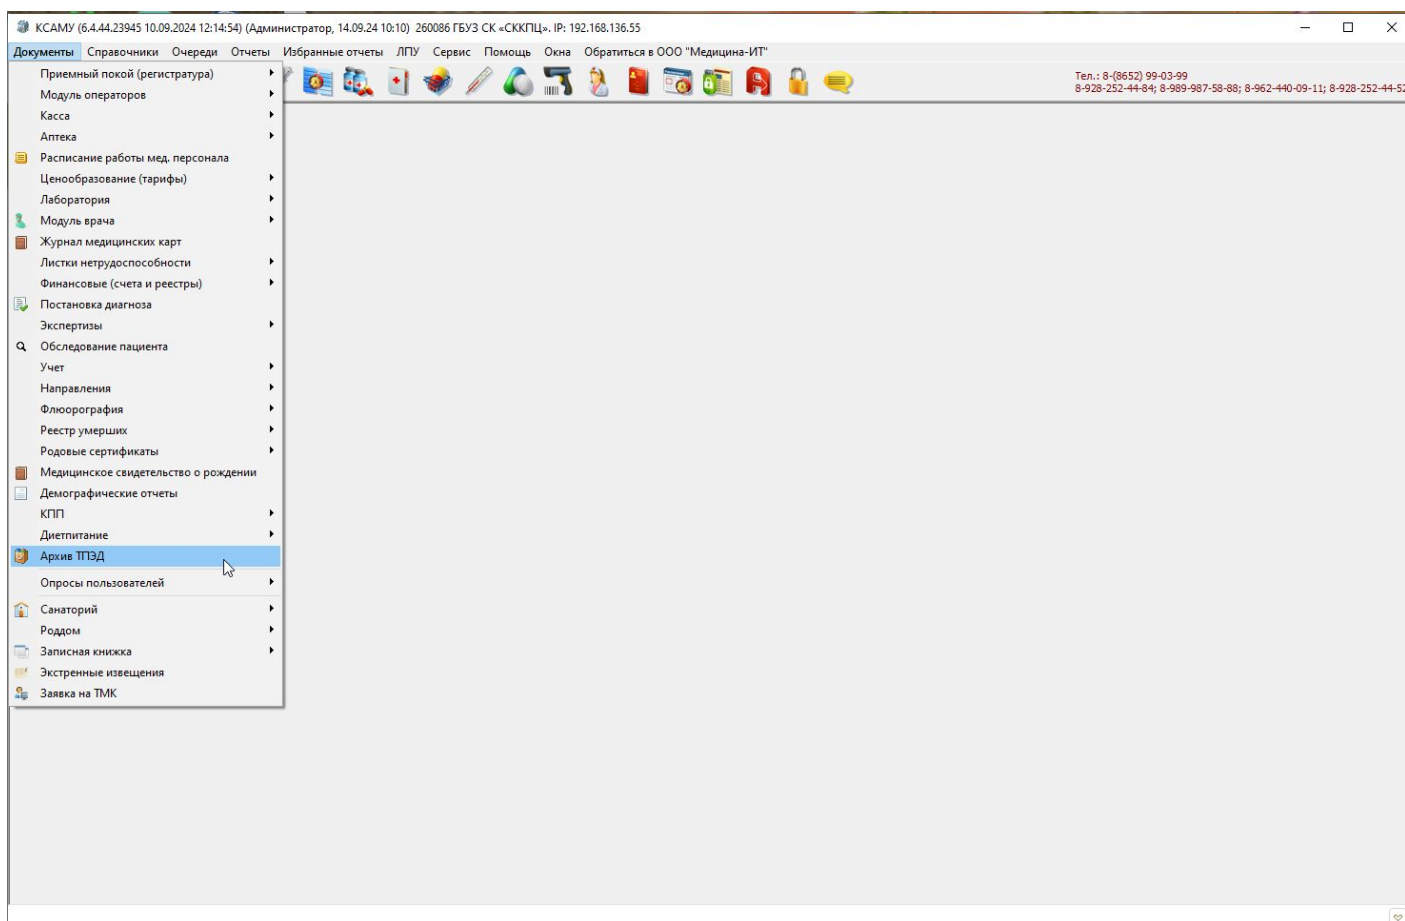 КСАМУ (6.4.44.23945 10.09.2024 12:14:54) (Администратор, 14.09.24 10:10) 260086 ГБУЗ СК «СККПЦ». IP: 192.168.136.55
Документы Справочники Очереди Отчеты Избранные отчеты ЛПУ Сервис Помощь Окна Обратиться в ООО "Медицина-ИТ"
Тел.: 8-(8652) 99-03-99
8-928-252-44-84; 8-989-987-58-88; 8-962-440-09-11; 8-928-252-44-52
Приемный покой (регистратура)
Модуль операторов
Касса
Аптека
Расписание работы мед. персонала
Ценообразование (тарифы)
Лаборатория
Модуль врача
Журнал медицинских карт
Листки нетрудоспособности
Финансовые (счета и реестры)
Постановка диагноза
Экспертизы
Обследование пациента
Учет
Направления
Флюорография
Реестр умерших
Родовые сертификаты
Медицинское свидетельство о рождении
Демографические отчеты
КПП
Диетпитание
Архив ТПЭД
Опросы пользователей
Санаторий
Роддом
Записная книжка
Экстренные извещения
Заявка на ТМК